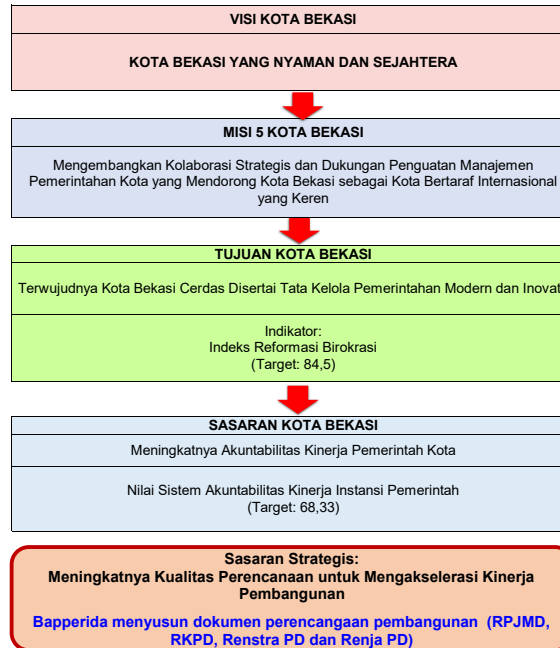 VISI KOTA BEKASI
KOTA BEKASI YANG NYAMAN DAN SEJAHTERA
MISI 5 KOTA BEKASI
Mengembangkan Kolaborasi Strategis dan Dukungan Penguatan Manajemen
Pemerintahan Kota yang Mendorong Kota Bekasi sebagai Kota Bertaraf Internasional
yang Keren
TUJUAN KOTA BEKASI
Terwujudnya Kota Bekasi Cerdas Disertai Tata Kelola Pemerintahan Modern dan Inovat
Indikator:
Indeks Reformasi Birokrasi
(Target: 84,5)
SASARAN KOTA BEKASI
Meningkatnya Akuntabilitas Kinerja Pemerintah Kota
Nilai Sistem Akuntabilitas Kinerja Instansi Pemerintah
(Target: 68,33)
Sasaran Strategis:
Meningkatnya Kualitas Perencanaan untuk Mengakselerasi Kinerja
Pembangunan
Bapperida menyusun dokumen perencangaan pembangunan (RPJMD,
RKPD, Renstra PD dan Renja PD)